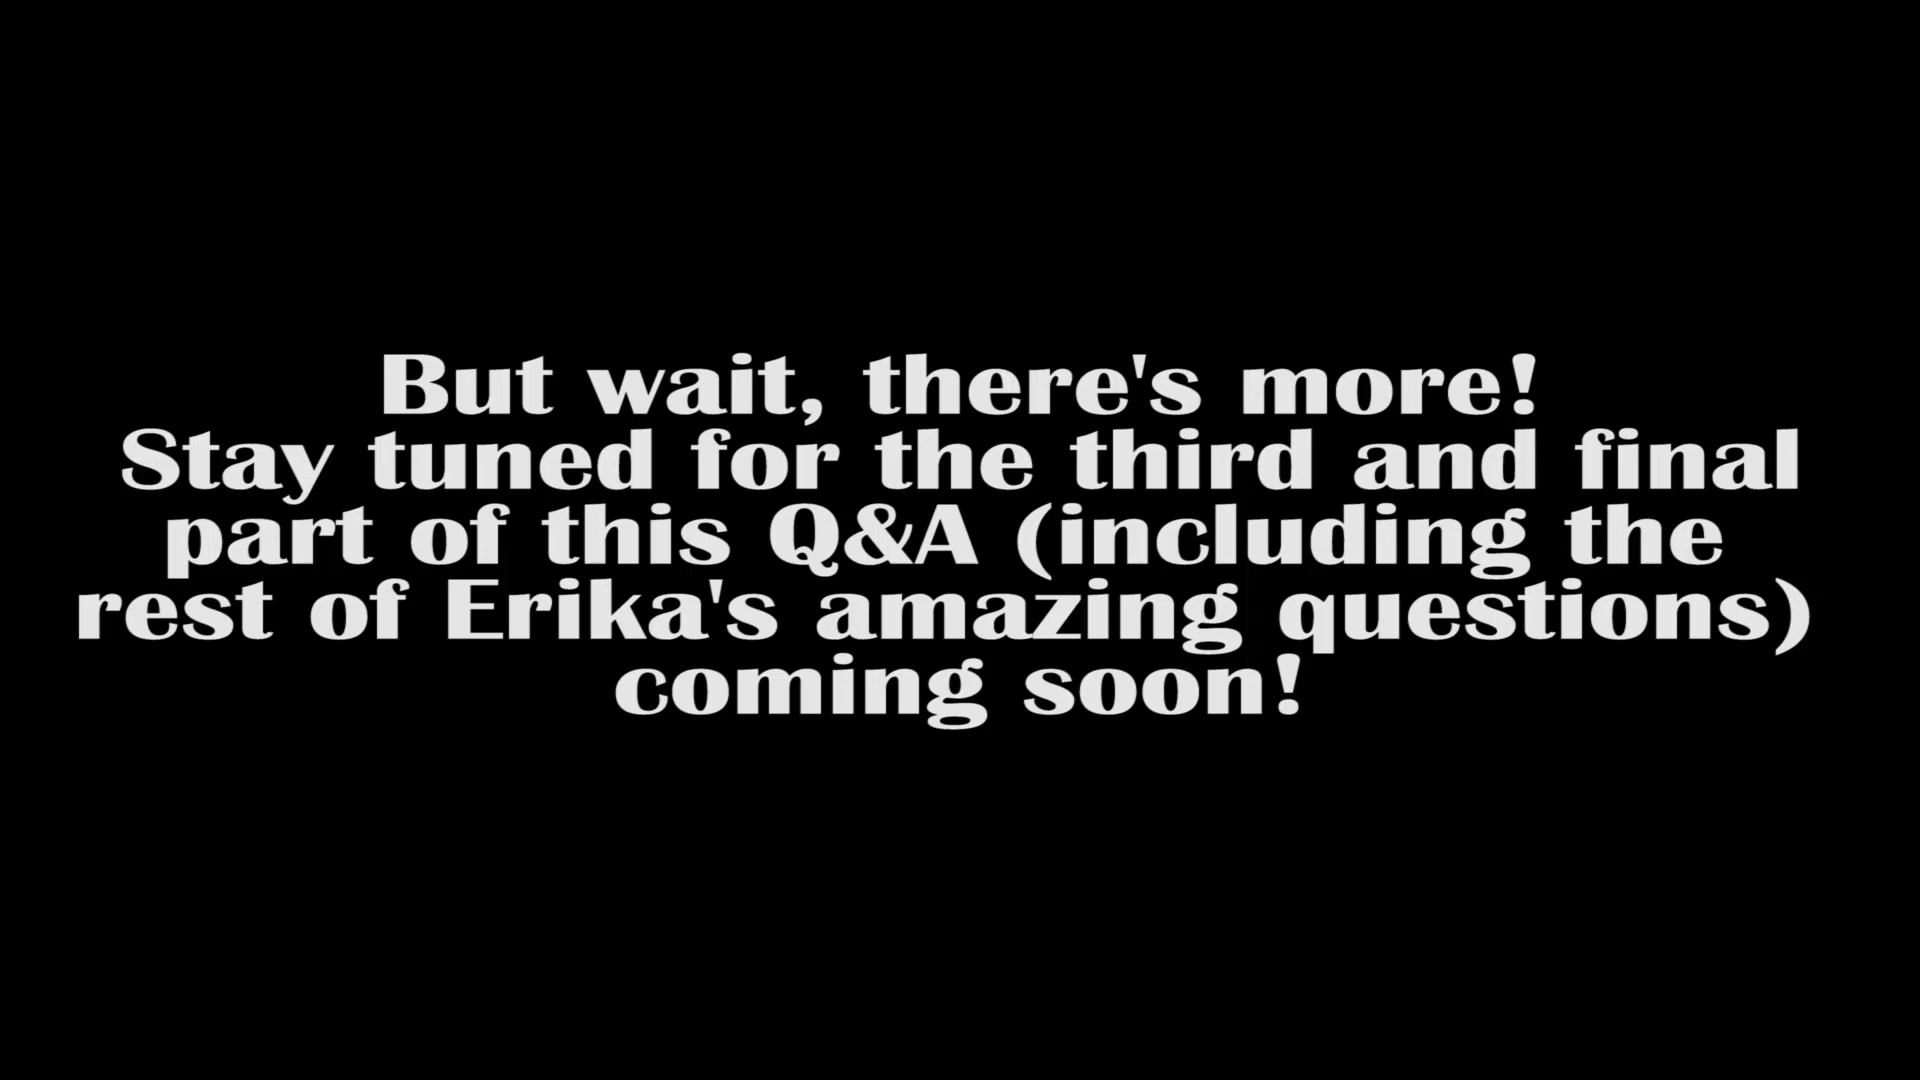 But wait, there's more!
Stay tuned for the third and final
part of this Q&A (including the
rest of Erika's amazing questions)
coming soon!